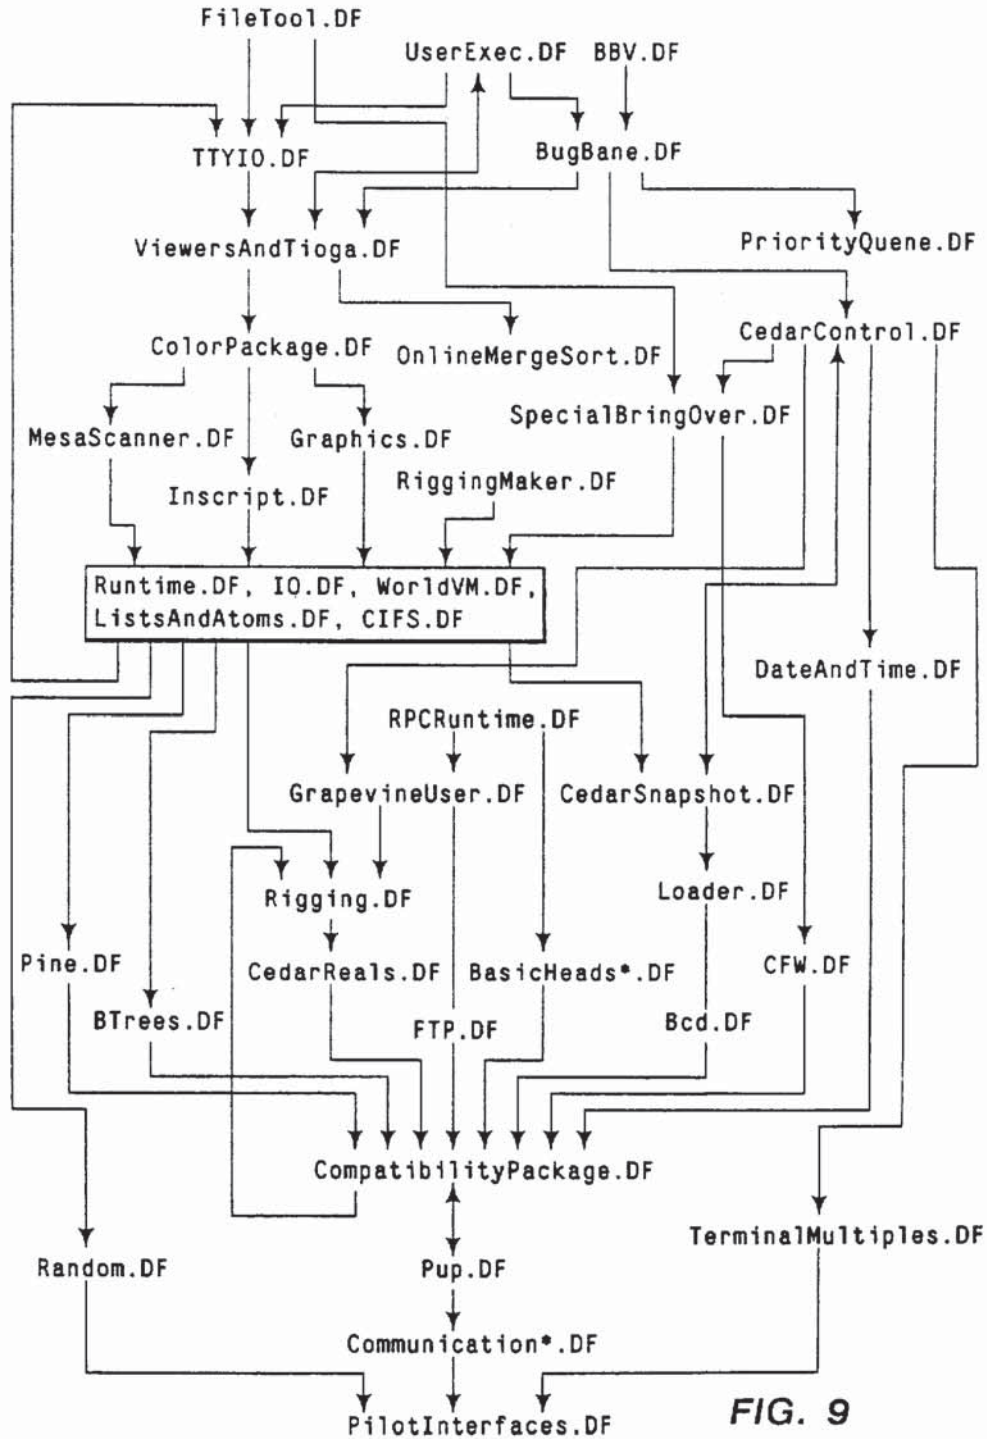 FileTool.DF
UserExec.DF BBV.DF
TTYIO.DF
BugBane.DF
ViewersAndTioga.DF
PriorityQuene.DF
ColorPackage.DF
OnlineMergeSort.DF
CedarControl.DF
MesaScanner.DF
Graphics.DF
SpecialBringOver.DF
Inscript.DF
RiggingMaker.DF
Runtime.DF, IO.DF, WorldVM.DF,
ListsAndAtoms.DF, CIFS.DF
DateAndTime.DF
RPCRuntime.DF
GrapevineUser.DF
CedarSnapshot.DF
Rigging.DF
Loader.DF
Pine.DF
CedarReals.DF
BasicHeads*.DF
CFW.DF
BTrees.DF
FTP.DF
Bcd.DF
CompatibilityPackage.DF
TerminalMultiples.DF
Random.DF
Pup.DF
Communication*.DF
PilotInterfaces.DF
FIG. 9